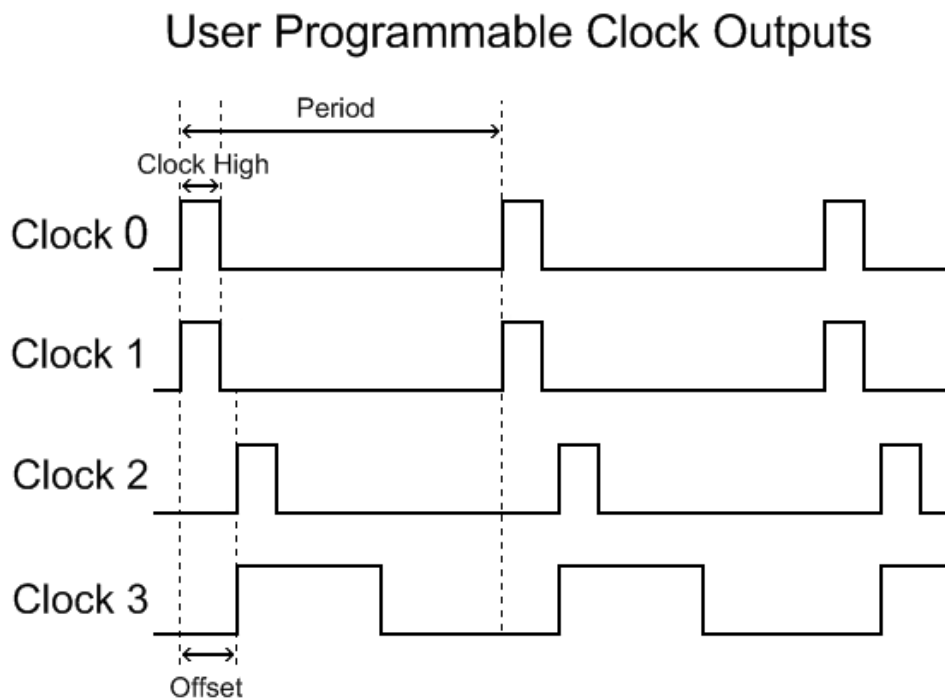 User Programmable Clock Outputs
Period
Clock High
Clock 0
Clock 1
Clock 2
Clock 3
Offset